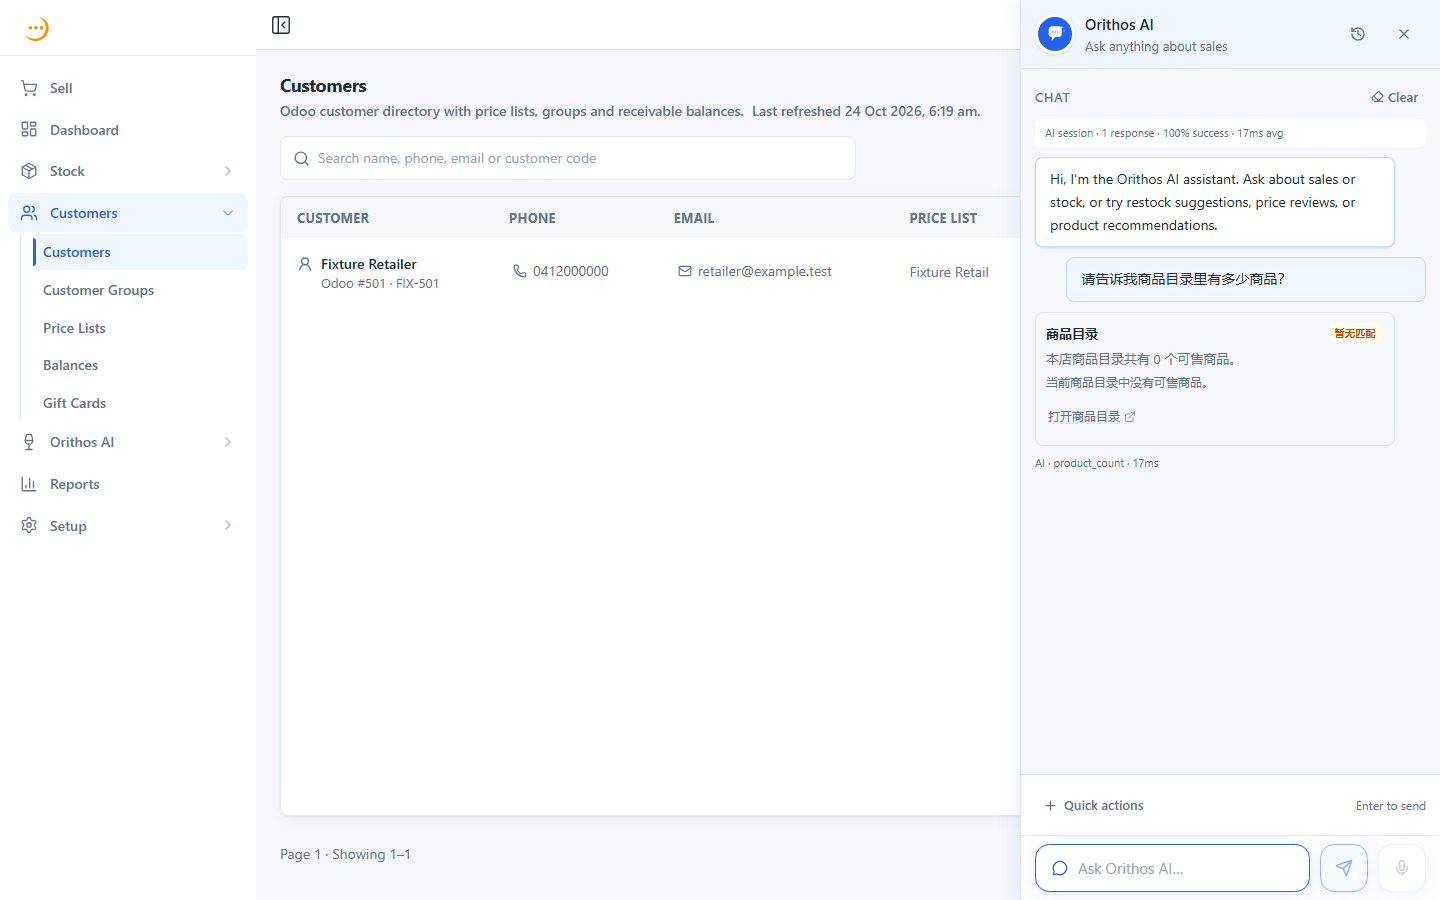 Sell
Dashboard
Stock
Customers
Customers
Customer Groups
Price Lists
Balances
Gift Cards
Orithos AI
Reports
Setup
Customers
Odoo customer directory with price lists, groups and receivable balances. Last refreshed 24 Oct 2026, 6:19 am.
Search name, phone, email or customer code
CUSTOMER PHONE EMAIL PRICE LIST
Fixture Retailer 0412000000 retailer@example.test Fixture Retail
Odoo #501 · FIX-501
Page 1 · Showing 1–1
Orithos AI
Ask anything about sales
CHAT Clear
AI session · 1 response · 100% success · 17ms avg
Hi, I'm the Orithos AI assistant. Ask about sales or
stock, or try restock suggestions, price reviews, or
product recommendations.
请告诉我商品目录里有多少商品?
商品目录 暂无匹配
本店商品目录共有 0 个可售商品。
当前商品目录中没有可售商品。
打开商品目录
AI · product_count · 17ms
Quick actions Enter to send
Ask Orithos AI...